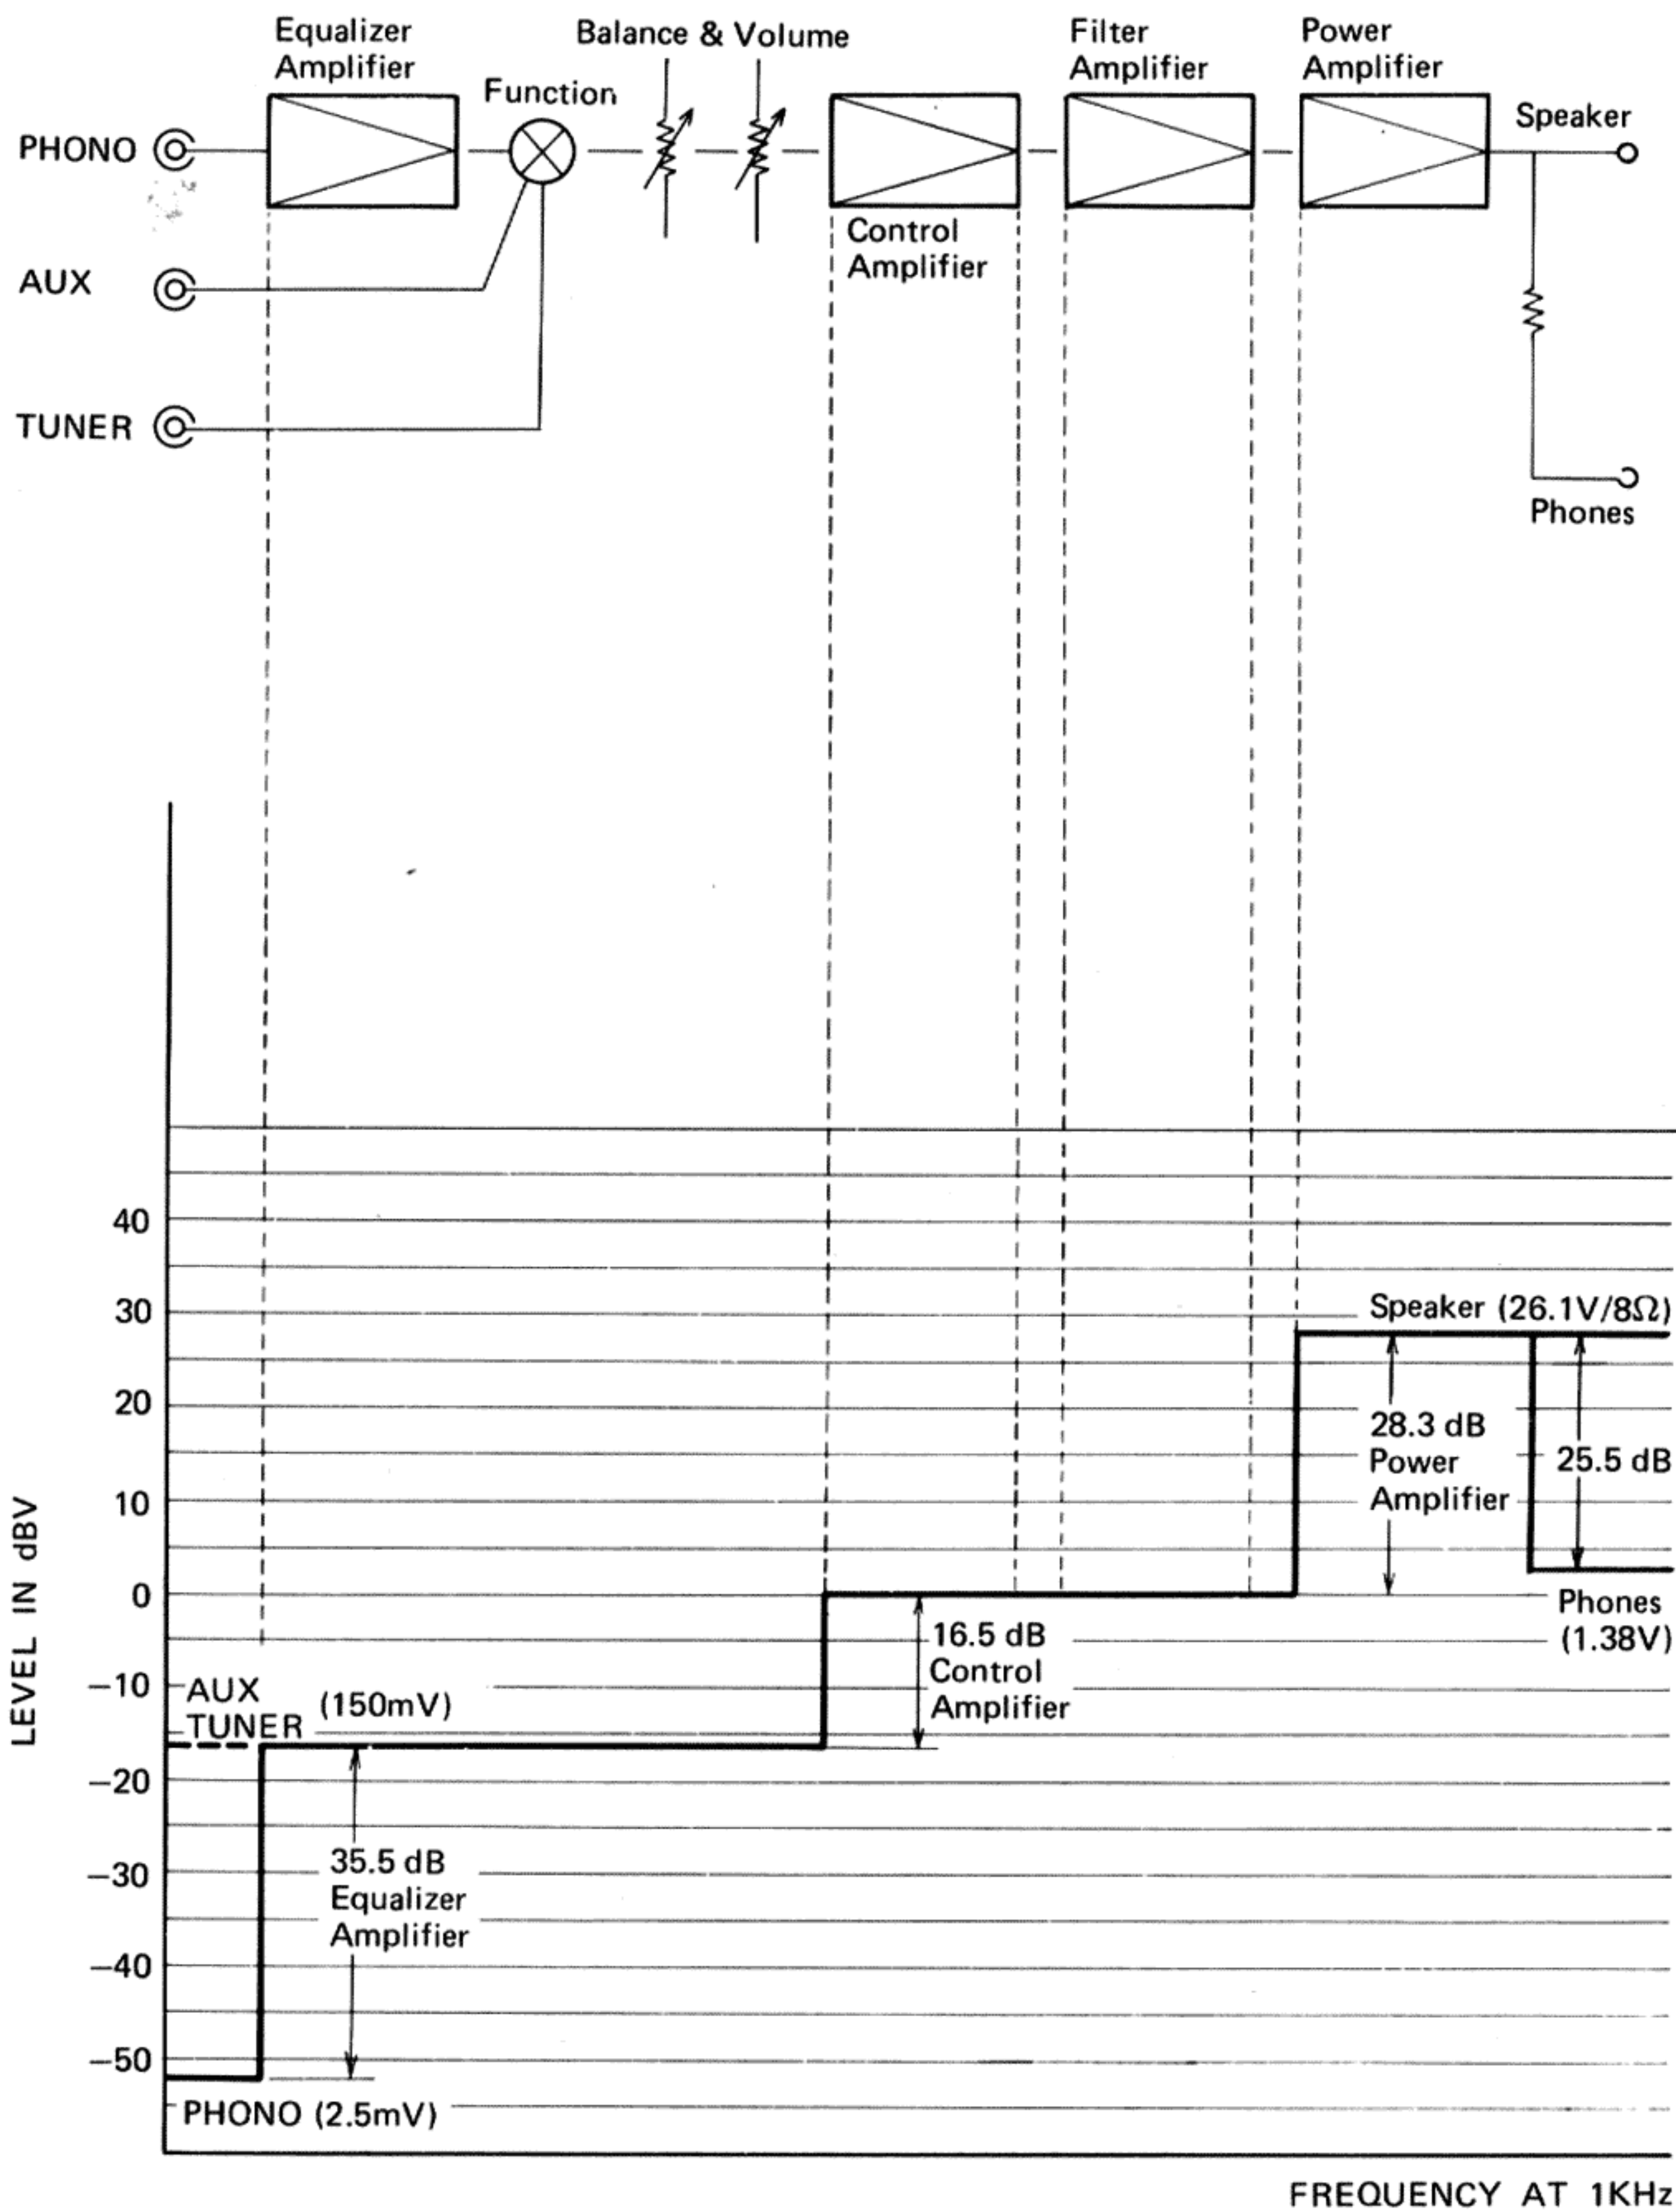 Equalizer
Amplifier
Function
Balance & Volume
Filter
Amplifier
Power
Amplifier
Speaker
PHONO
Control
Amplifier
AUX
TUNER
Phones
LEVEL IN dBV
40
30
20
10
0
−10
−20
−30
−40
−50
Speaker (26.1V/8Ω)
28.3 dB
Power
Amplifier
25.5 dB
Phones
(1.38V)
16.5 dB
Control
Amplifier
AUX
TUNER
(150mV)
35.5 dB
Equalizer
Amplifier
PHONO (2.5mV)
FREQUENCY AT 1KHz